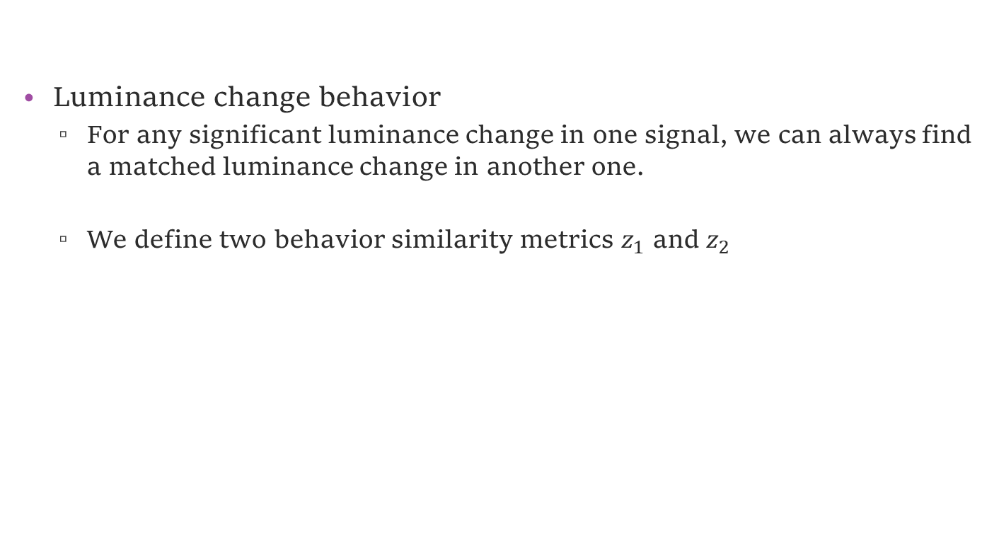 • Luminance change behavior
▫ For any significant luminance change in one signal, we can always find
a matched luminance change in another one.
▫ We define two behavior similarity metrics z₁ and z₂